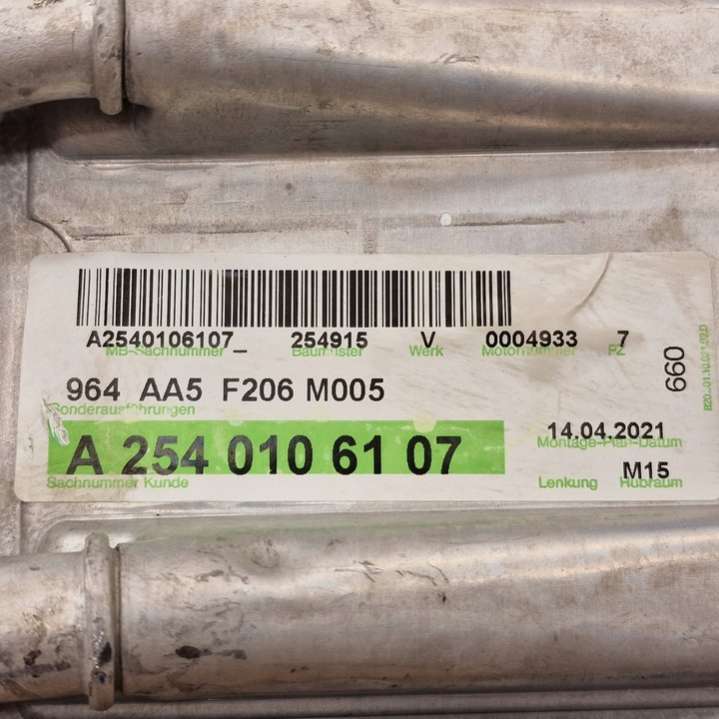 A2540106107_ 254915 V 0004933 7
MB-Sachnummer Baumuster Werk Motornummer PZ
964 AA5 F206 M005
Sonderausführungen
660
14.04.2021
A 254 010 61 07
Montage-Plan-Datum
M15
Sachnummer Kunde Lenkung Hubraum